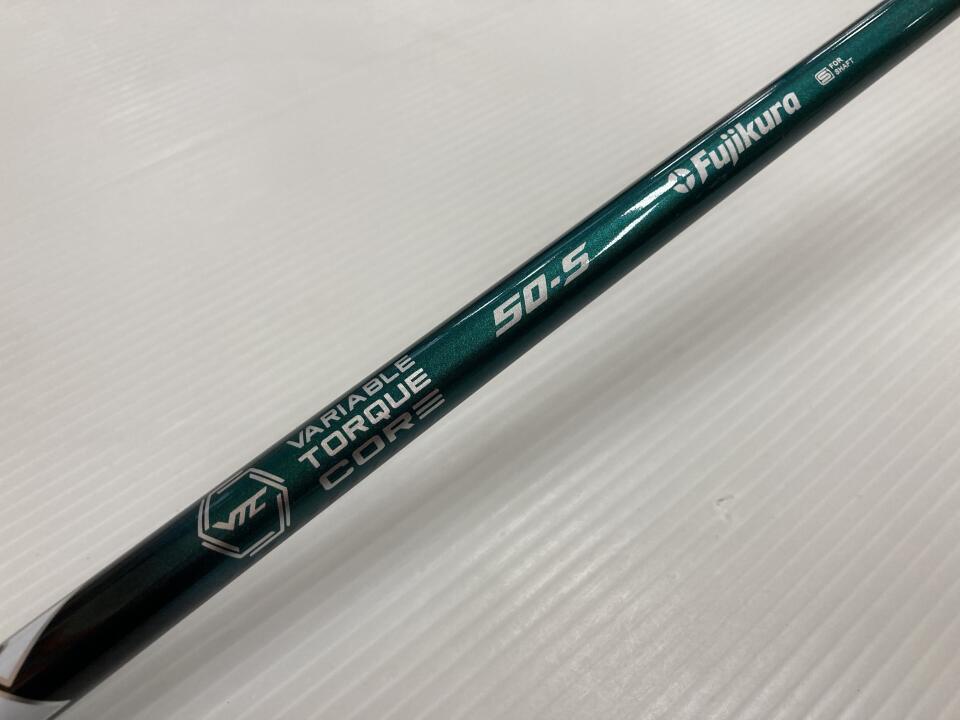 VTC
VARIABLE
TORQUE
CORE
50-S
Fujikura
S FOR
SHAFT